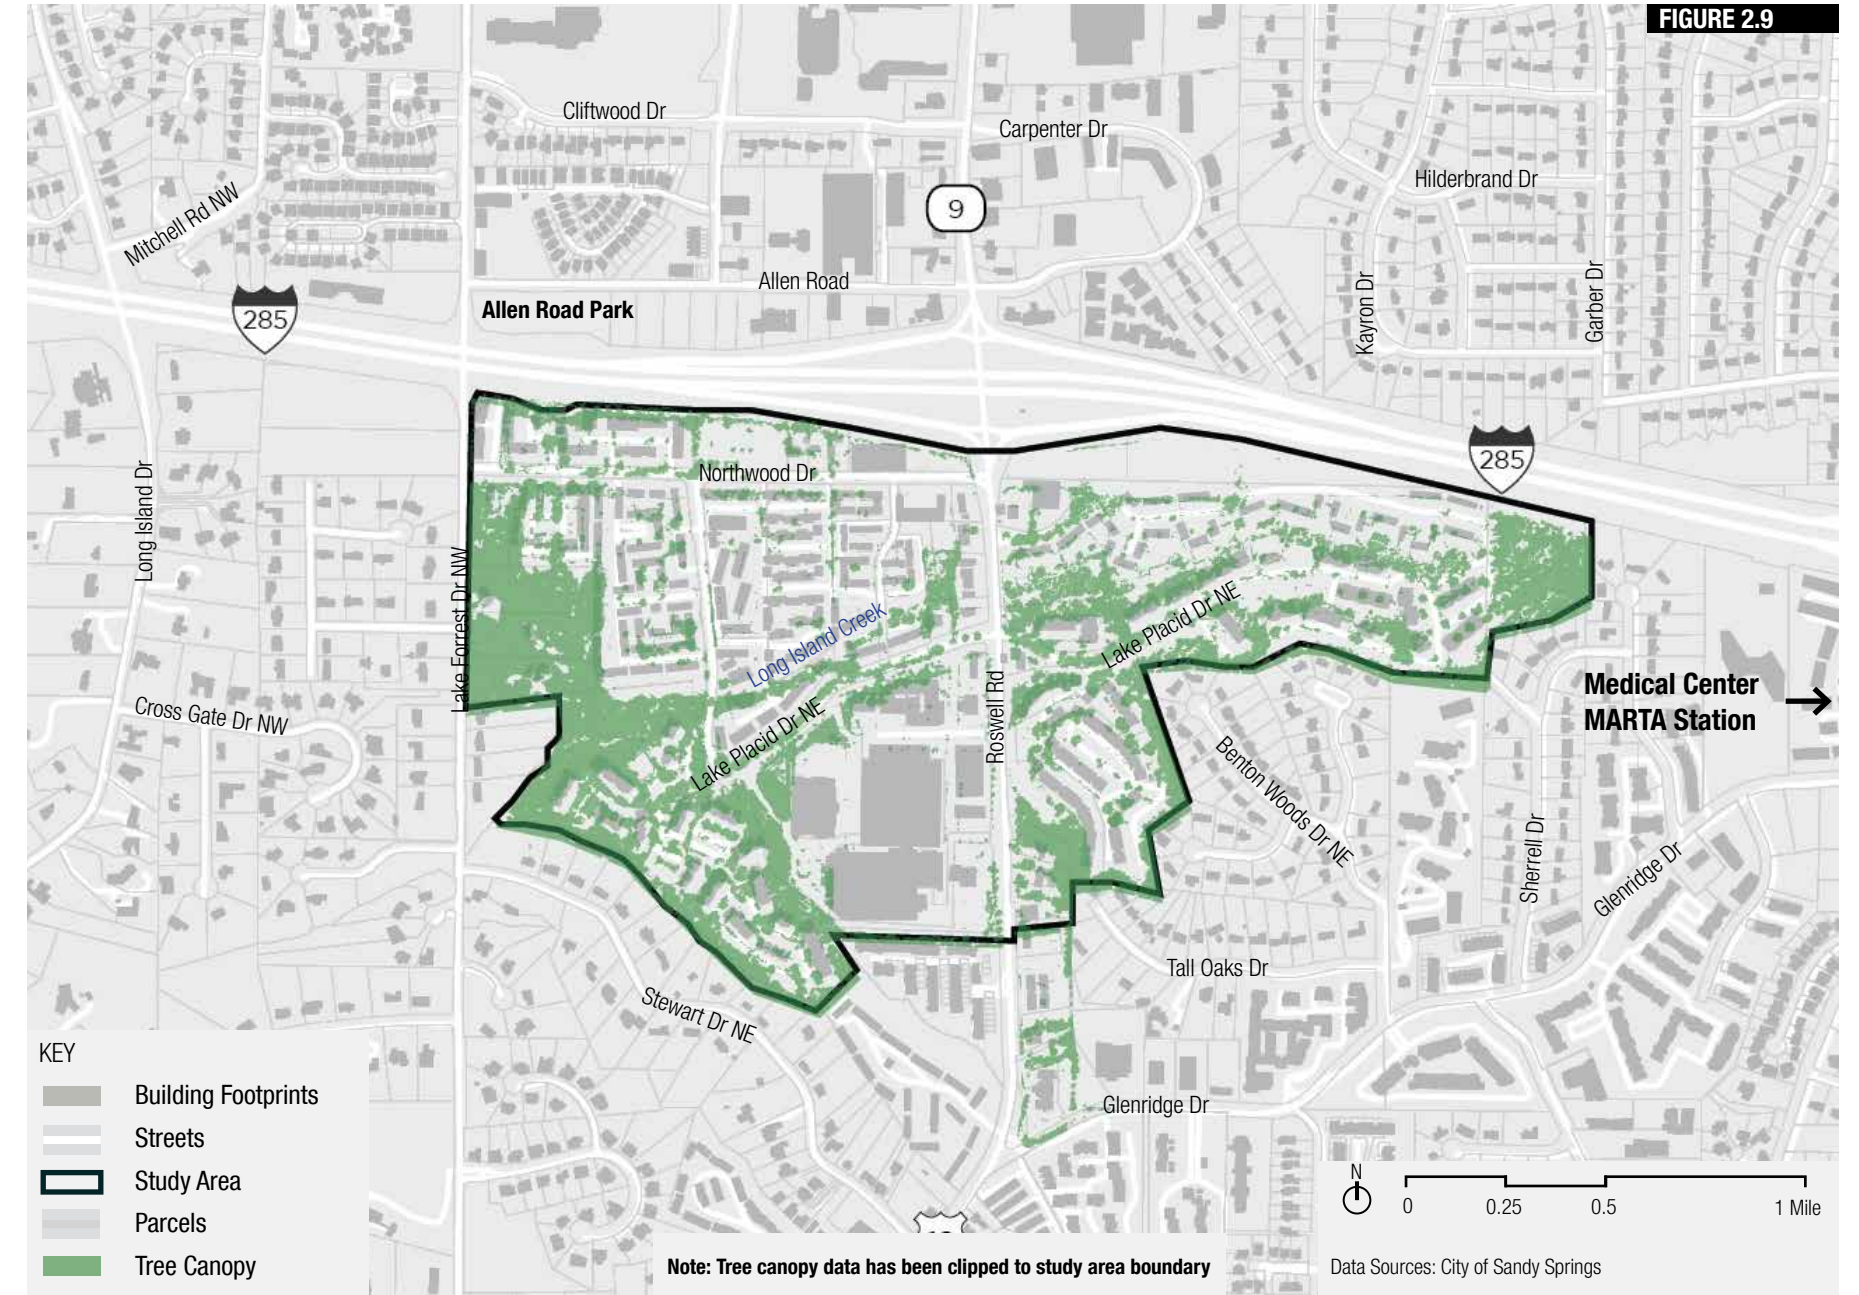 FIGURE 2.9
Cliftwood Dr
Carpenter Dr
Hilderbrand Dr
Mitchell Rd NW
9
Allen Road
Kayron Dr
Garber Dr
Allen Road Park
285
285
Northwood Dr
Long Island Dr
Lake Forrest Dr NW
Long Island Creek
Lake Placid Dr NE
Lake Placid Dr NE
Roswell Rd
Cross Gate Dr NW
Medical Center
MARTA Station
Benton Woods Dr NE
Sherrell Dr
Glenridge Dr
Tall Oaks Dr
Stewart Dr NE
Glenridge Dr
KEY
Building Footprints
Streets
Study Area
Parcels
Tree Canopy
N
0
0.25
0.5
1 Mile
Note: Tree canopy data has been clipped to study area boundary
Data Sources: City of Sandy Springs